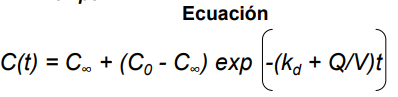 Ecuación
C(t) = C∞ + (C0 - C∞) exp [-(kd + Q/V)t]